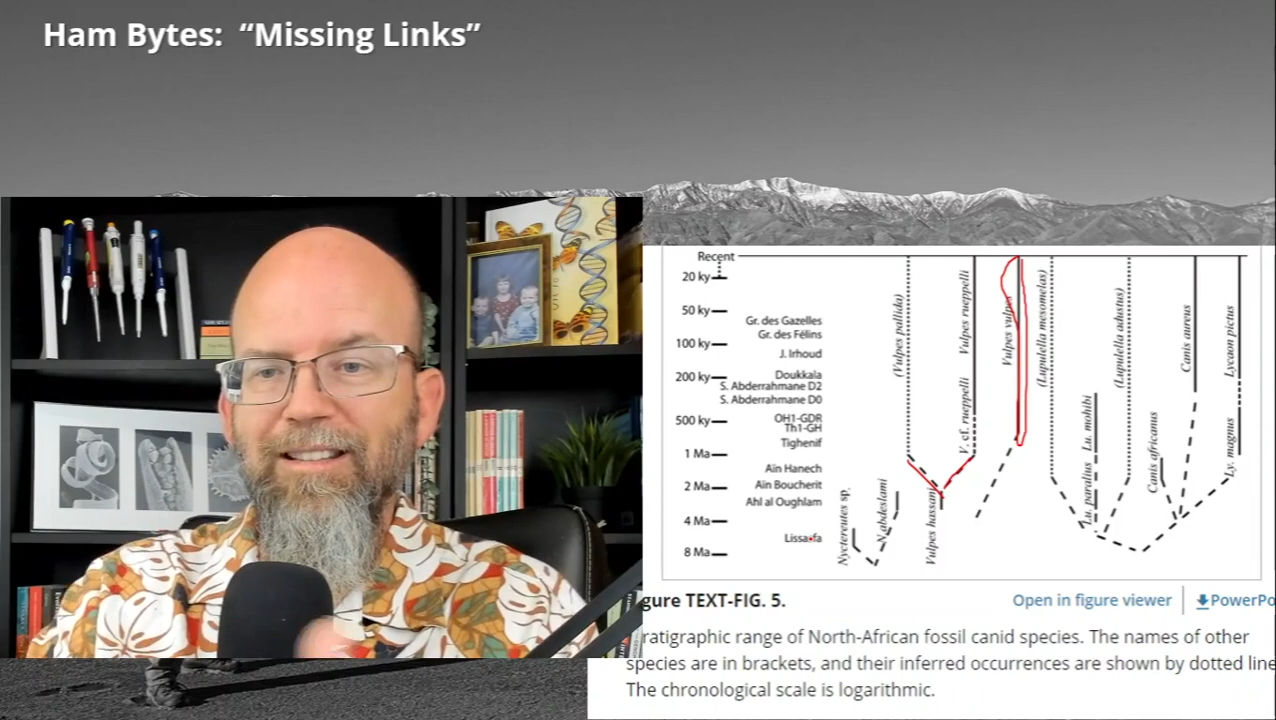 Ham Bytes: “Missing Links”
Recent
20 ky
50 ky
100 ky
200 ky
500 ky
1 Ma
2 Ma
4 Ma
8 Ma
Gr. des Gazelles
Gr. des Félins
J. Irhoud
Doukkala
S. Abderrahmane D2
S. Abderrahmane D0
OH1-GDR
Th1-GH
Tighenif
Aïn Hanech
Aïn Boucherit
Ahl al Oughlam
Lissasfa
Nyctereutes sp.
N. abdeslami
(Vulpes pallida)
Vulpes hassani
V. cf. rueppelli
Vulpes rueppelli
Vulpes vulpes
(Lupulella mesomelas)
Lu. paralius
Lu. mohibi
(Lupulella adustus)
Canis africanus
Canis aureus
Ly. magnus
Lycaon pictus
gure TEXT-FIG. 5.
Open in figure viewer
PowerPo
ratigraphic range of North-African fossil canid species. The names of other
species are in brackets, and their inferred occurrences are shown by dotted line
The chronological scale is logarithmic.